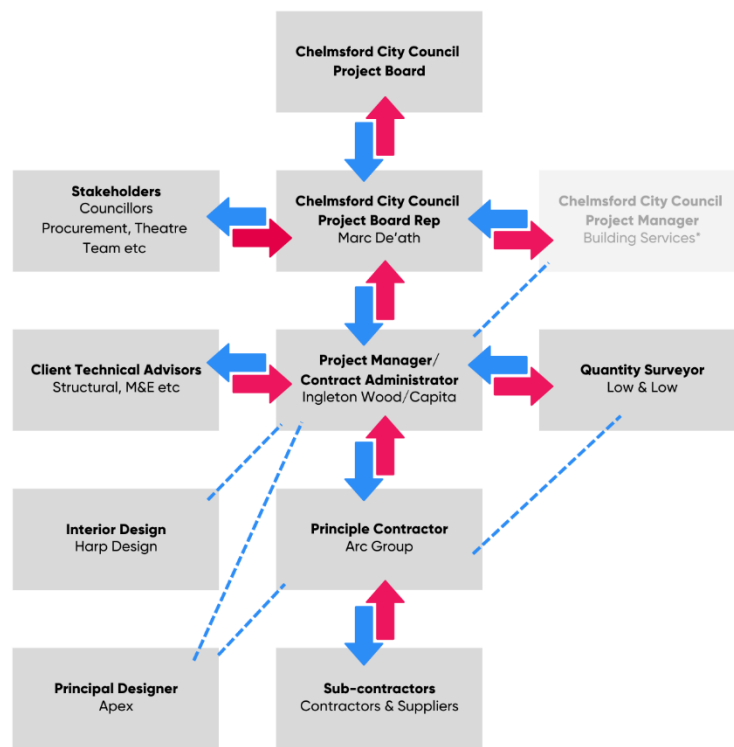 Chelmsford City Council
Project Board
Stakeholders
Councillors
Procurement, Theatre
Team etc
Chelmsford City Council
Project Board Rep
Marc De'ath
Chelmsford City Council
Project Manager
Building Services*
Client Technical Advisors
Structural, M&E etc
Project Manager/
Contract Administrator
Ingleton Wood/Capita
Quantity Surveyor
Low & Low
Interior Design
Harp Design
Principle Contractor
Arc Group
Principal Designer
Apex
Sub-contractors
Contractors & Suppliers